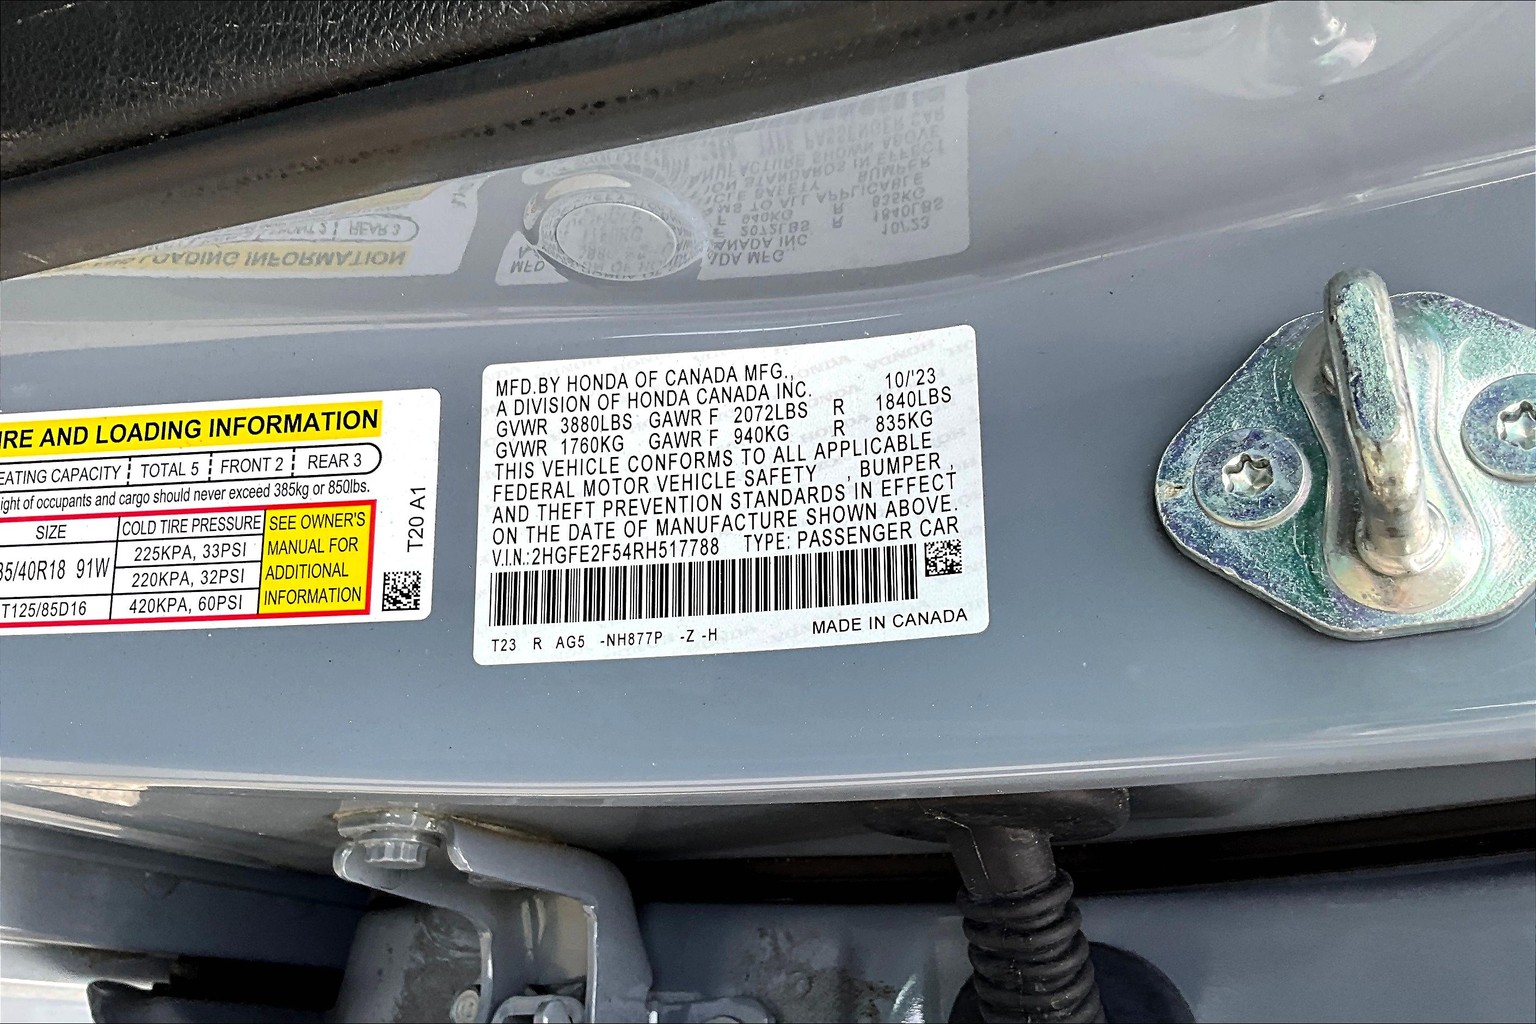 IRE AND LOADING INFORMATION
EATING CAPACITY TOTAL 5 FRONT 2 REAR 3
ight of occupants and cargo should never exceed 385kg or 850lbs.
SIZE COLD TIRE PRESSURE SEE OWNER'S
MANUAL FOR
ADDITIONAL
INFORMATION
225KPA, 33PSI
35/40R18 91W 220KPA, 32PSI
T125/85D16 420KPA, 60PSI
T20 A1
MFD.BY HONDA OF CANADA MFG., 10/'23
A DIVISION OF HONDA CANADA INC.
GVWR 3880LBS GAWR F 2072LBS R 1840LBS
GVWR 1760KG GAWR F 940KG R 835KG
THIS VEHICLE CONFORMS TO ALL APPLICABLE
FEDERAL MOTOR VEHICLE SAFETY , BUMPER ,
AND THEFT PREVENTION STANDARDS IN EFFECT
ON THE DATE OF MANUFACTURE SHOWN ABOVE.
V.I.N.:2HGFE2F54RH517788 TYPE: PASSENGER CAR
T23 R AG5 -NH877P -Z -H MADE IN CANADA